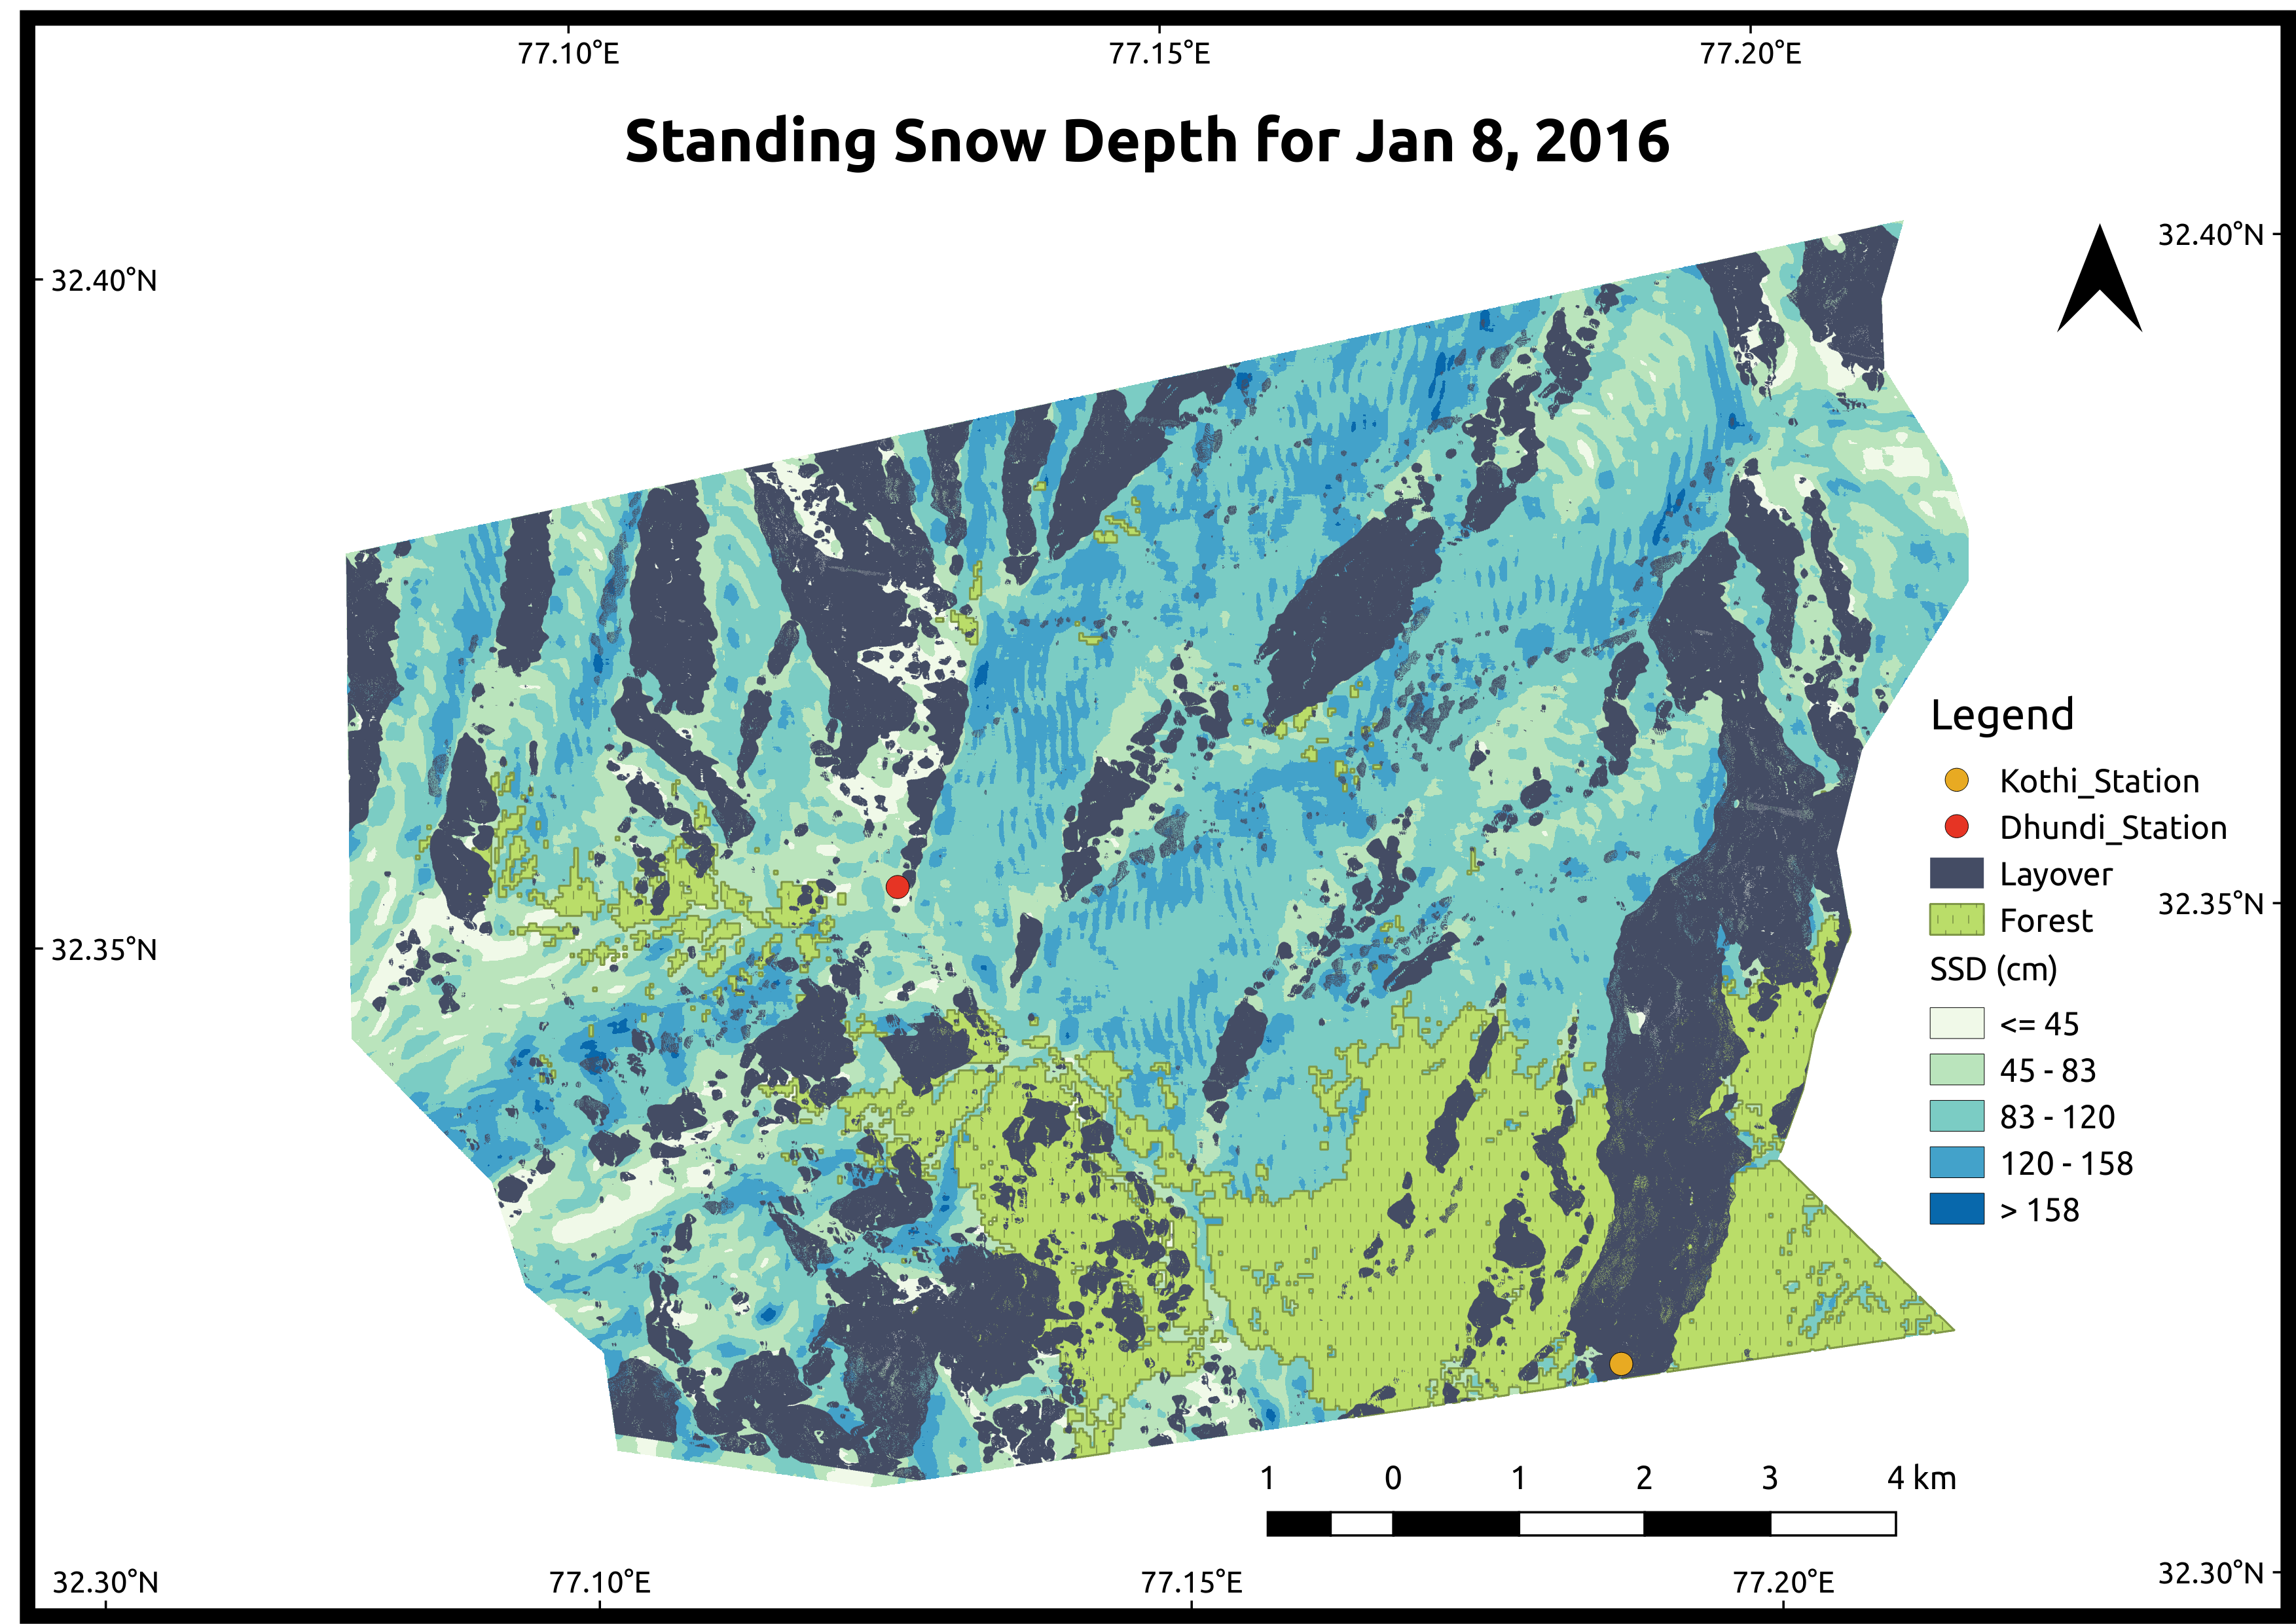 77.10°E 77.15°E 77.20°E
Standing Snow Depth for Jan 8, 2016
32.40°N
32.40°N
Legend
Kothi_Station
Dhundi_Station
Layover
32.35°N
Forest
32.35°N
SSD (cm)
<= 45
45 - 83
83 - 120
120 - 158
> 158
1 0 1 2 3 4 km
32.30°N 77.10°E 77.15°E 77.20°E 32.30°N